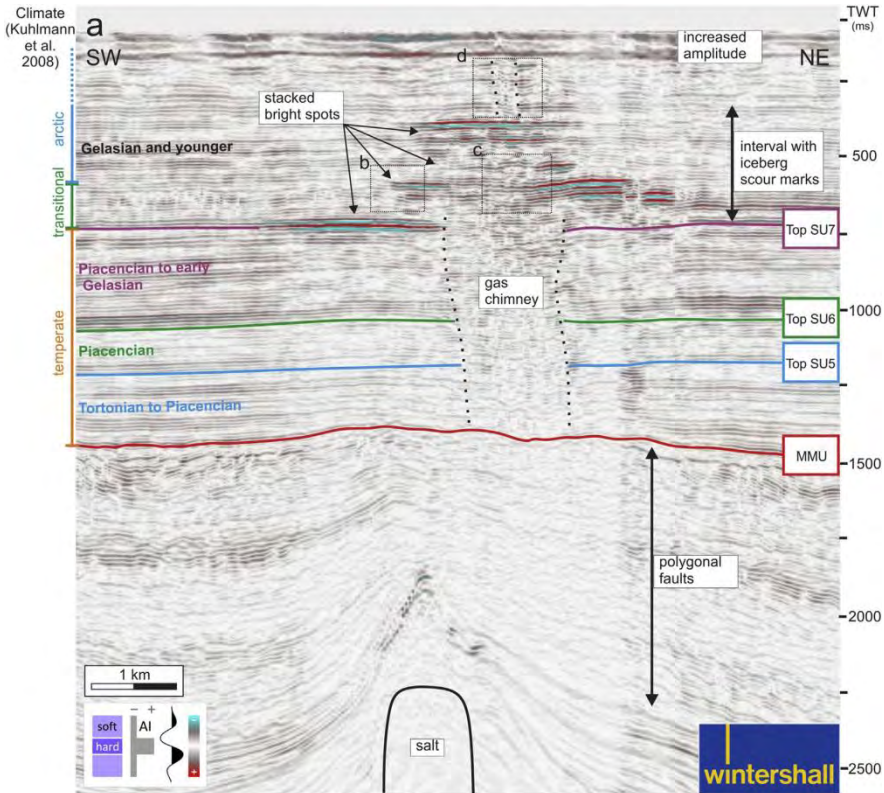 Climate
(Kuhlmann
et al.
2008)
a
SW
NE
TWT
(ms)
increased
amplitude
d
stacked
bright spots
arctic
Gelasian and younger
b
c
interval with
iceberg
scour marks
500
transitional
Top SU7
Piacencian to early
Gelasian
gas
chimney
1000
Top SU6
temperate
Piacencian
Top SU5
Tortonian to Piacencian
MMU
1500
polygonal
faults
2000
1 km
- +
soft
AI
hard
-
+
salt
wintershall
2500